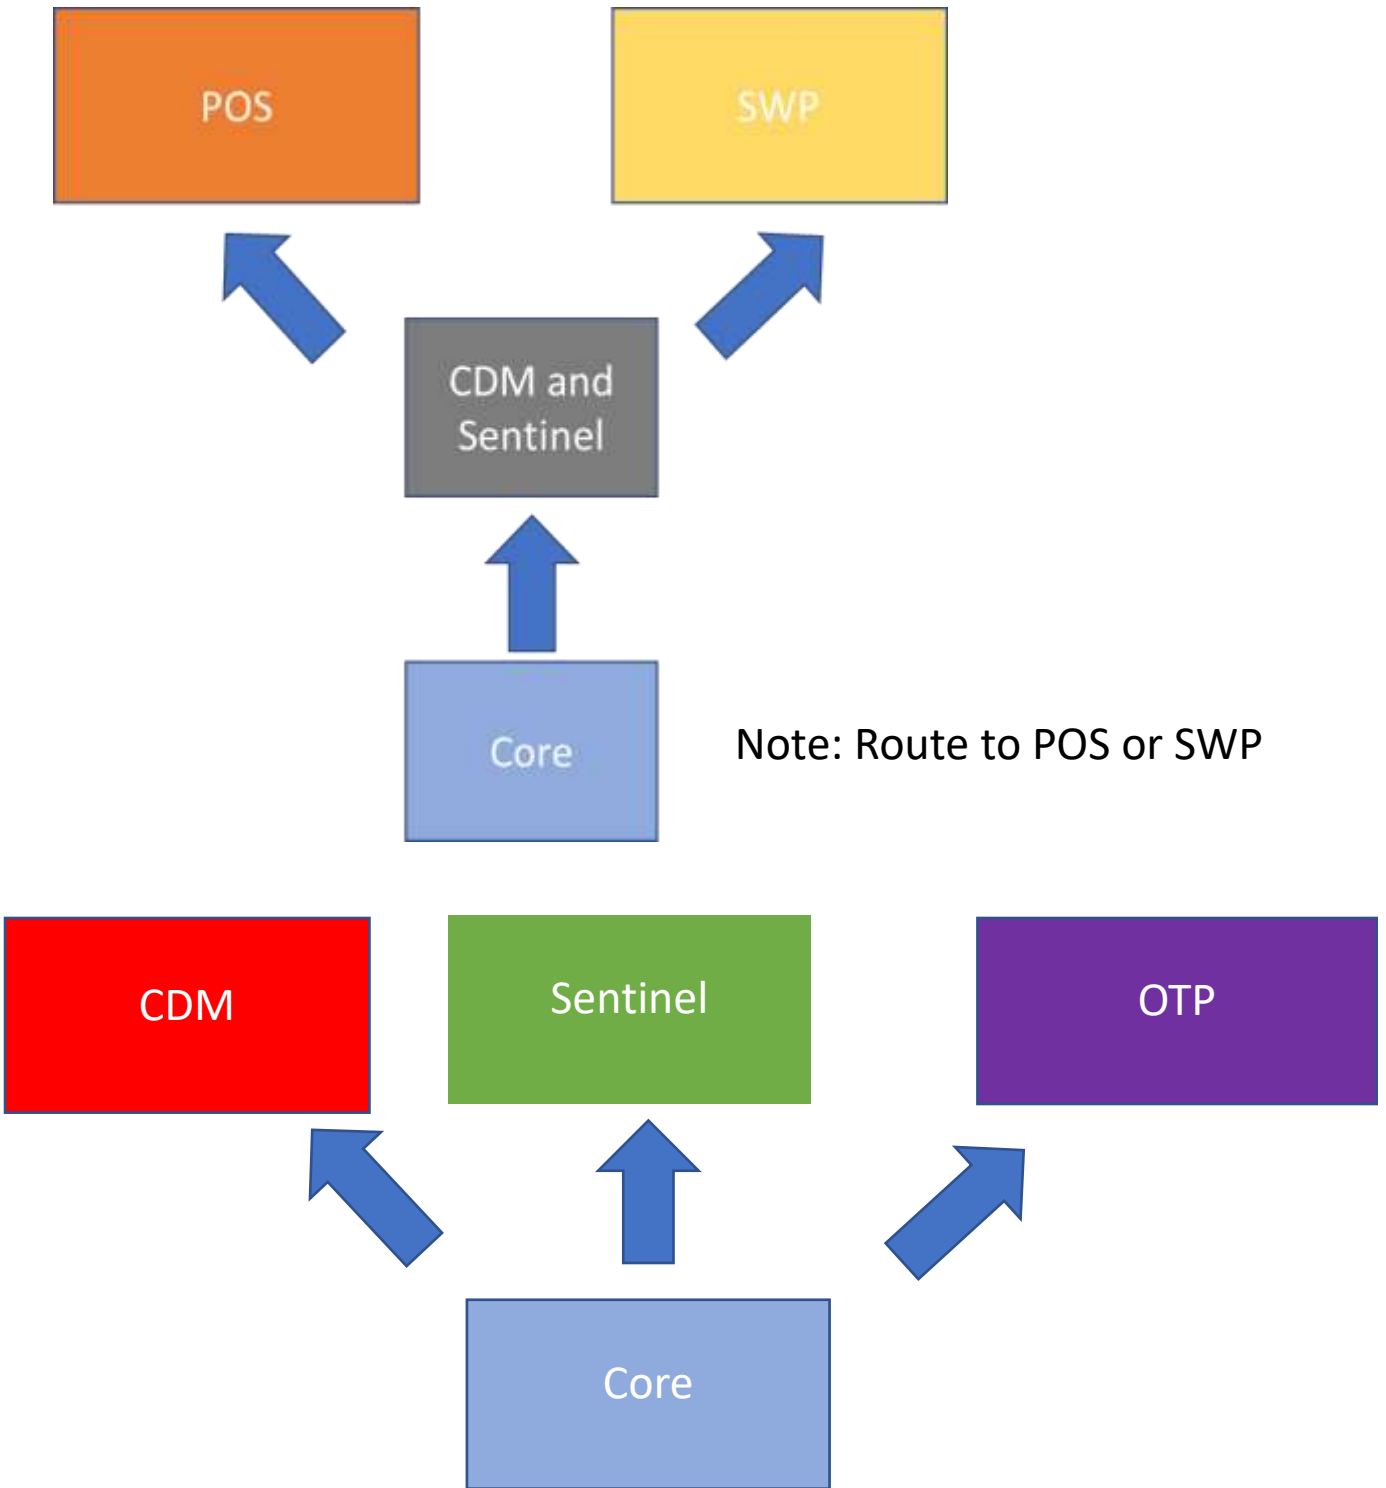 POS
SWP
CDM and
Sentinel
Core
Note: Route to POS or SWP
CDM
Sentinel
OTP
Core